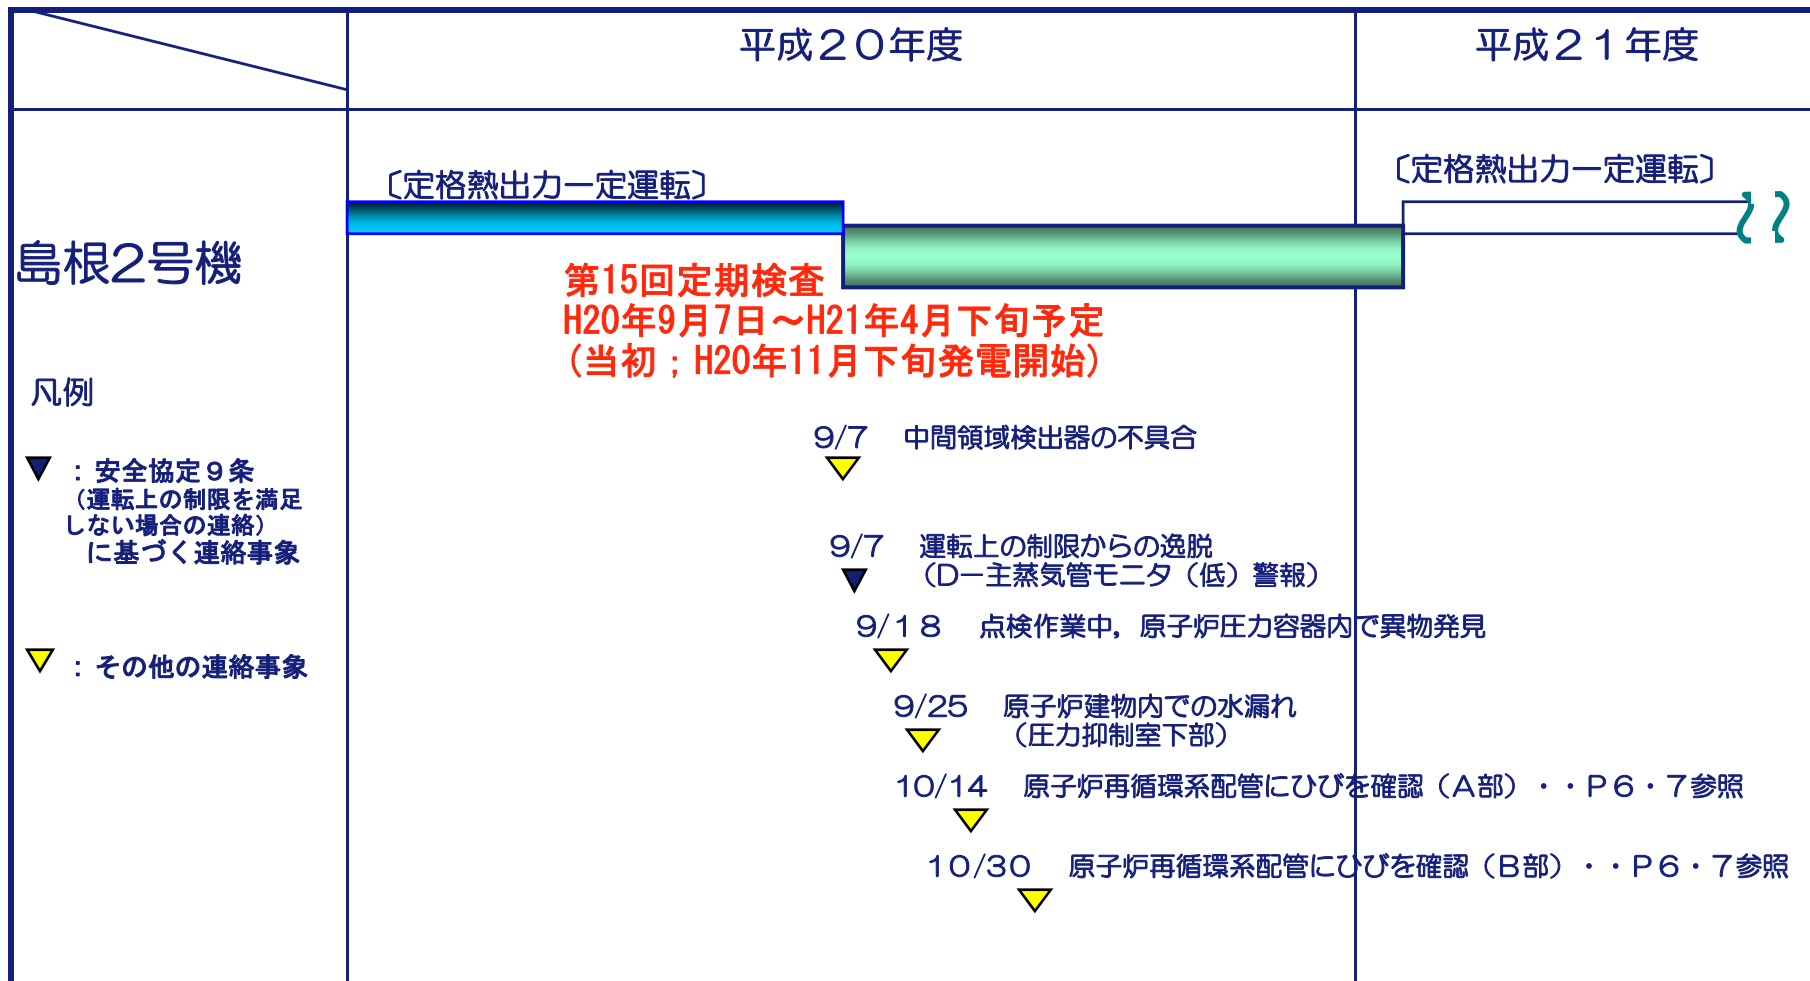 平成２０年度
平成２１年度
〔定格熱出力一定運転〕
〔定格熱出力一定運転〕
島根2号機
第15回定期検査
H20年9月7日～H21年4月下旬予定
（当初；H20年11月下旬発電開始）
凡例
：安全協定９条
（運転上の制限を満足
しない場合の連絡）
に基づく連絡事象
：その他の連絡事象
9/7　中間領域検出器の不具合
9/7　運転上の制限からの逸脱
（Dー主蒸気管モニタ（低）警報）
9/18　点検作業中，原子炉圧力容器内で異物発見
9/25　原子炉建物内での水漏れ
（圧力抑制室下部）
10/14　原子炉再循環系配管にひびを確認（A部）・・P６・７参照
10/30　原子炉再循環系配管にひびを確認（B部）・・P６・７参照